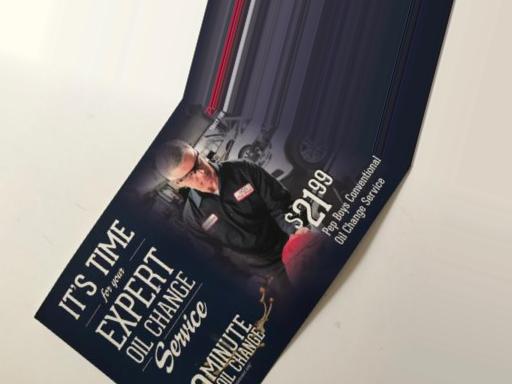 IT'S TIME
for your
EXPERT
OIL CHANGE
Service
$21.99
Pep Boys Conventional
Oil Change Service
MINUTE
OIL CHANGE